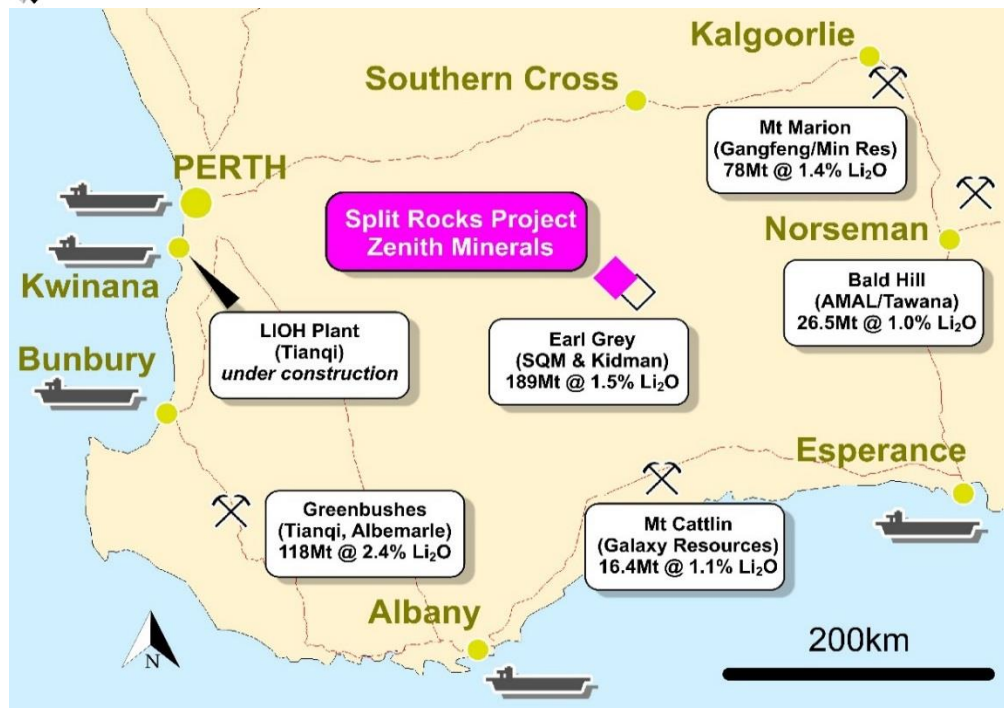 Kalgoorlie
Southern Cross
Mt Marion
(Gangfeng/Min Res)
78Mt @ 1.4% Li₂O
PERTH
Split Rocks Project
Zenith Minerals
Norseman
Kwinana
Bald Hill
(AMAL/Tawana)
26.5Mt @ 1.0% Li₂O
LIOH Plant
(Tianqi)
under construction
Earl Grey
(SQM & Kidman)
189Mt @ 1.5% Li₂O
Bunbury
Esperance
Greenbushes
(Tianqi, Albemarle)
118Mt @ 2.4% Li₂O
Mt Cattlin
(Galaxy Resources)
16.4Mt @ 1.1% Li₂O
Albany
200km
N